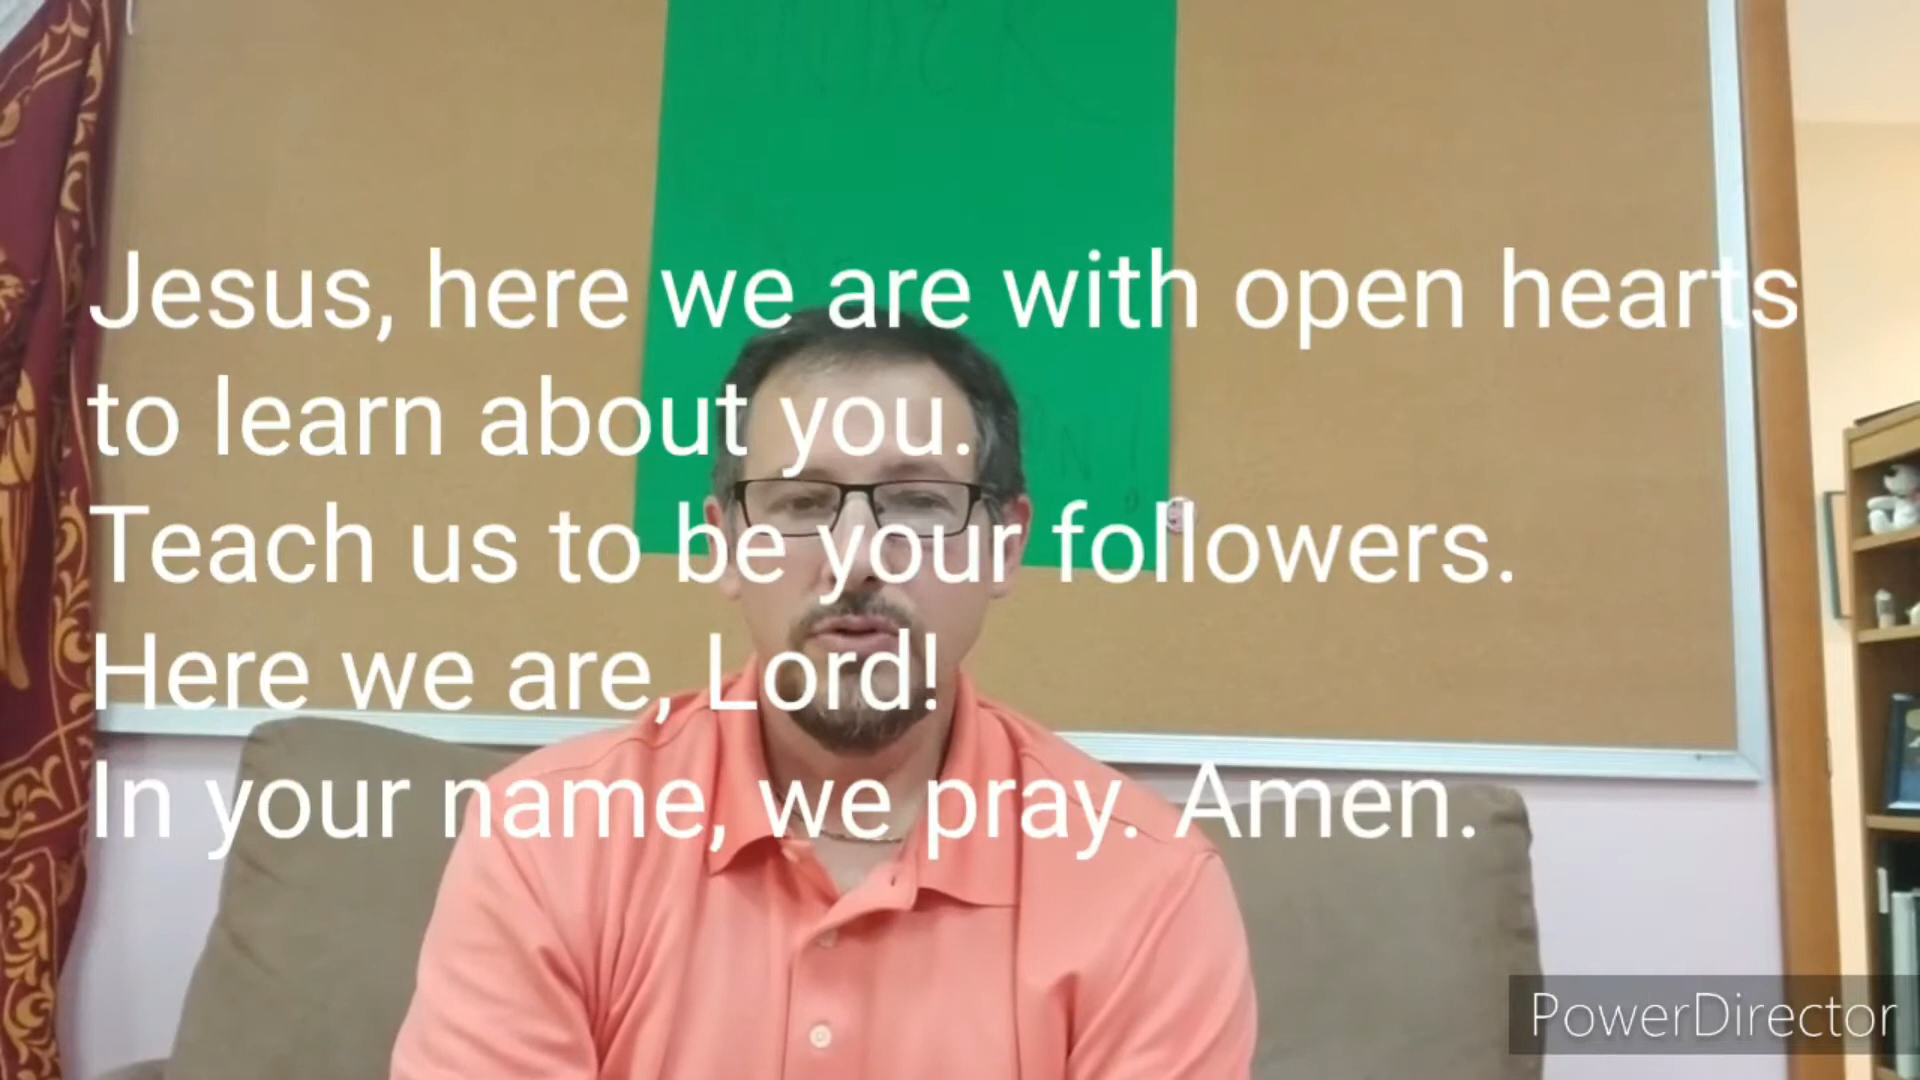 Jesus, here we are with open hearts
to learn about you.
Teach us to be your followers.
Here we are, Lord!
In your name, we pray. Amen.
PowerDirector